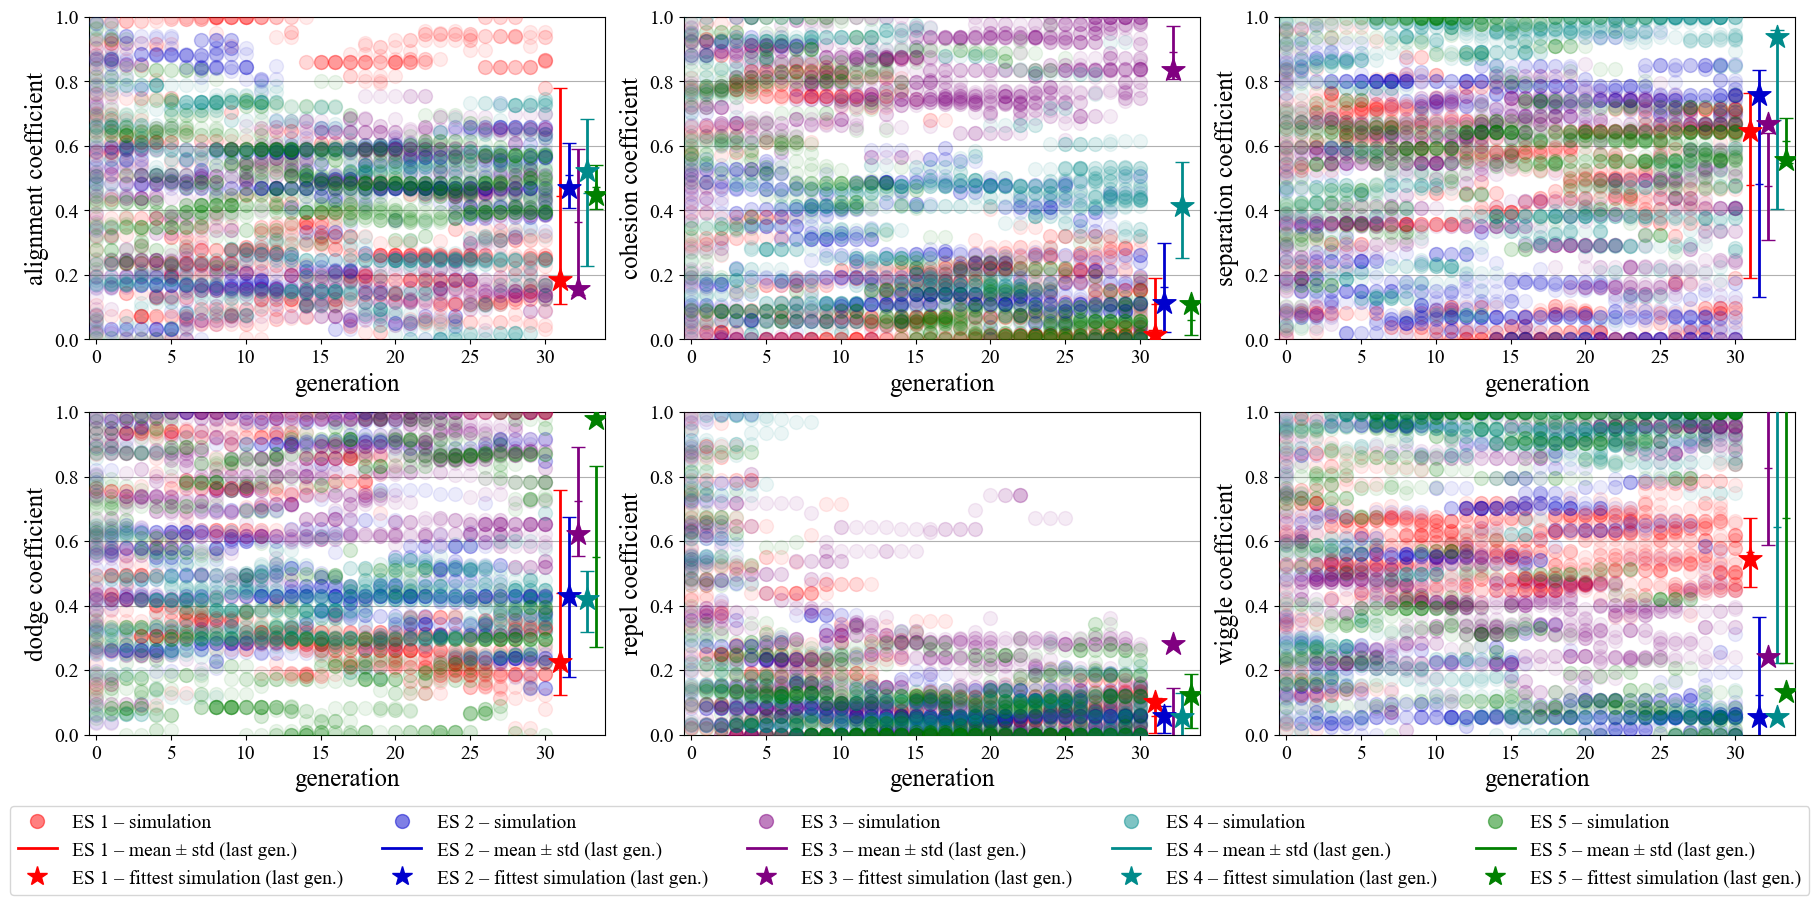 1.0
0.8
0.6
0.4
0.2
0.0
alignment coefficient
0 5 10 15 20 25 30
generation
1.0
0.8
0.6
0.4
0.2
0.0
cohesion coefficient
0 5 10 15 20 25 30
generation
1.0
0.8
0.6
0.4
0.2
0.0
separation coefficient
0 5 10 15 20 25 30
generation
1.0
0.8
0.6
0.4
0.2
0.0
dodge coefficient
0 5 10 15 20 25 30
generation
1.0
0.8
0.6
0.4
0.2
0.0
repel coefficient
0 5 10 15 20 25 30
generation
1.0
0.8
0.6
0.4
0.2
0.0
wiggle coefficient
0 5 10 15 20 25 30
generation
ES 1 – simulation
ES 1 – mean ± std (last gen.)
ES 1 – fittest simulation (last gen.)
ES 2 – simulation
ES 2 – mean ± std (last gen.)
ES 2 – fittest simulation (last gen.)
ES 3 – simulation
ES 3 – mean ± std (last gen.)
ES 3 – fittest simulation (last gen.)
ES 4 – simulation
ES 4 – mean ± std (last gen.)
ES 4 – fittest simulation (last gen.)
ES 5 – simulation
ES 5 – mean ± std (last gen.)
ES 5 – fittest simulation (last gen.)